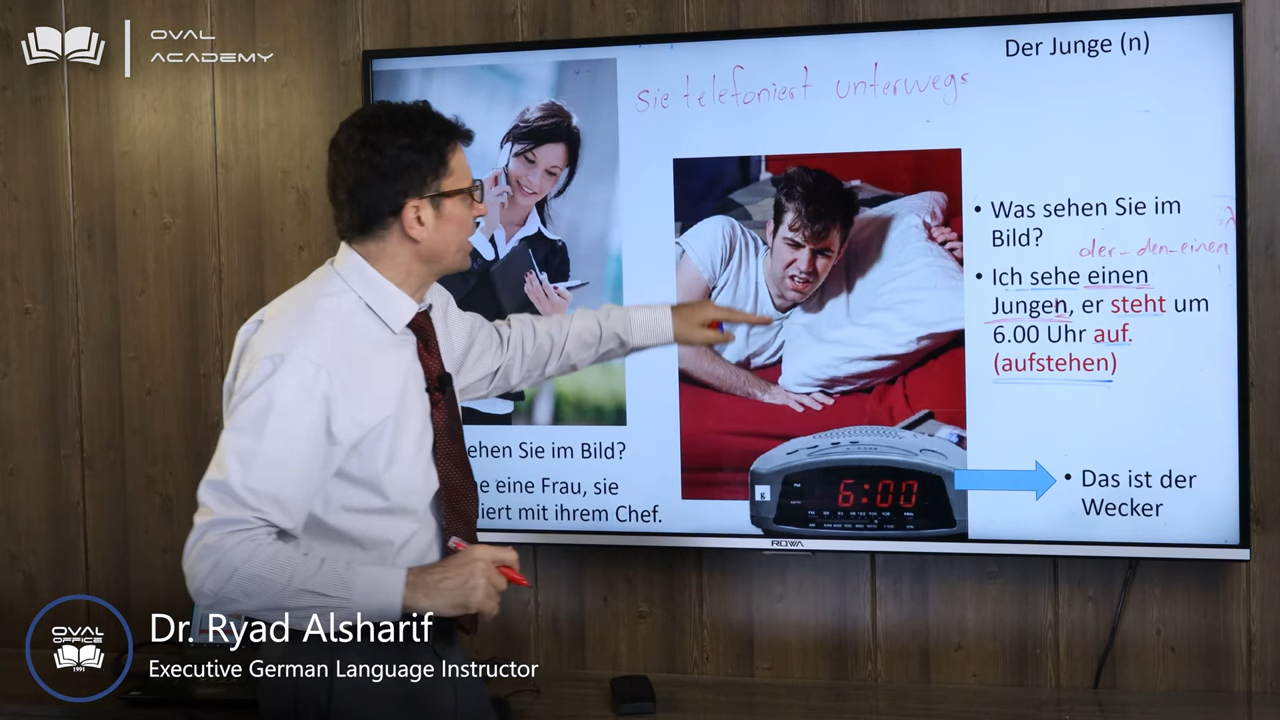 OVAL
ACADEMY
Der Junge (n)
Sie telefoniert unterwegs
Was sehen Sie im
Bild?
der-den-einen
Ich sehe einen
Jungen, er steht um
6.00 Uhr auf.
(aufstehen)
Das ist der
Wecker
ehen Sie im Bild?
e eine Frau, sie
iert mit ihrem Chef.
g
6:00
ROWA
OVAL
OFFICE
1991
Dr. Ryad Alsharif
Executive German Language Instructor